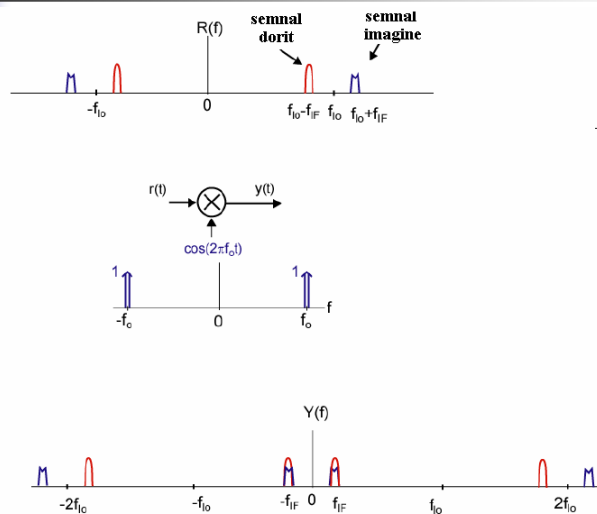 R(f)
semnal dorit
semnal imagine
-flo
0
flo-fIF
flo
flo+fIF
r(t)
y(t)
cos(2πfot)
1
1
-fo
0
fo
f
Y(f)
-2flo
-flo
-fIF
0
fIF
flo
2flo